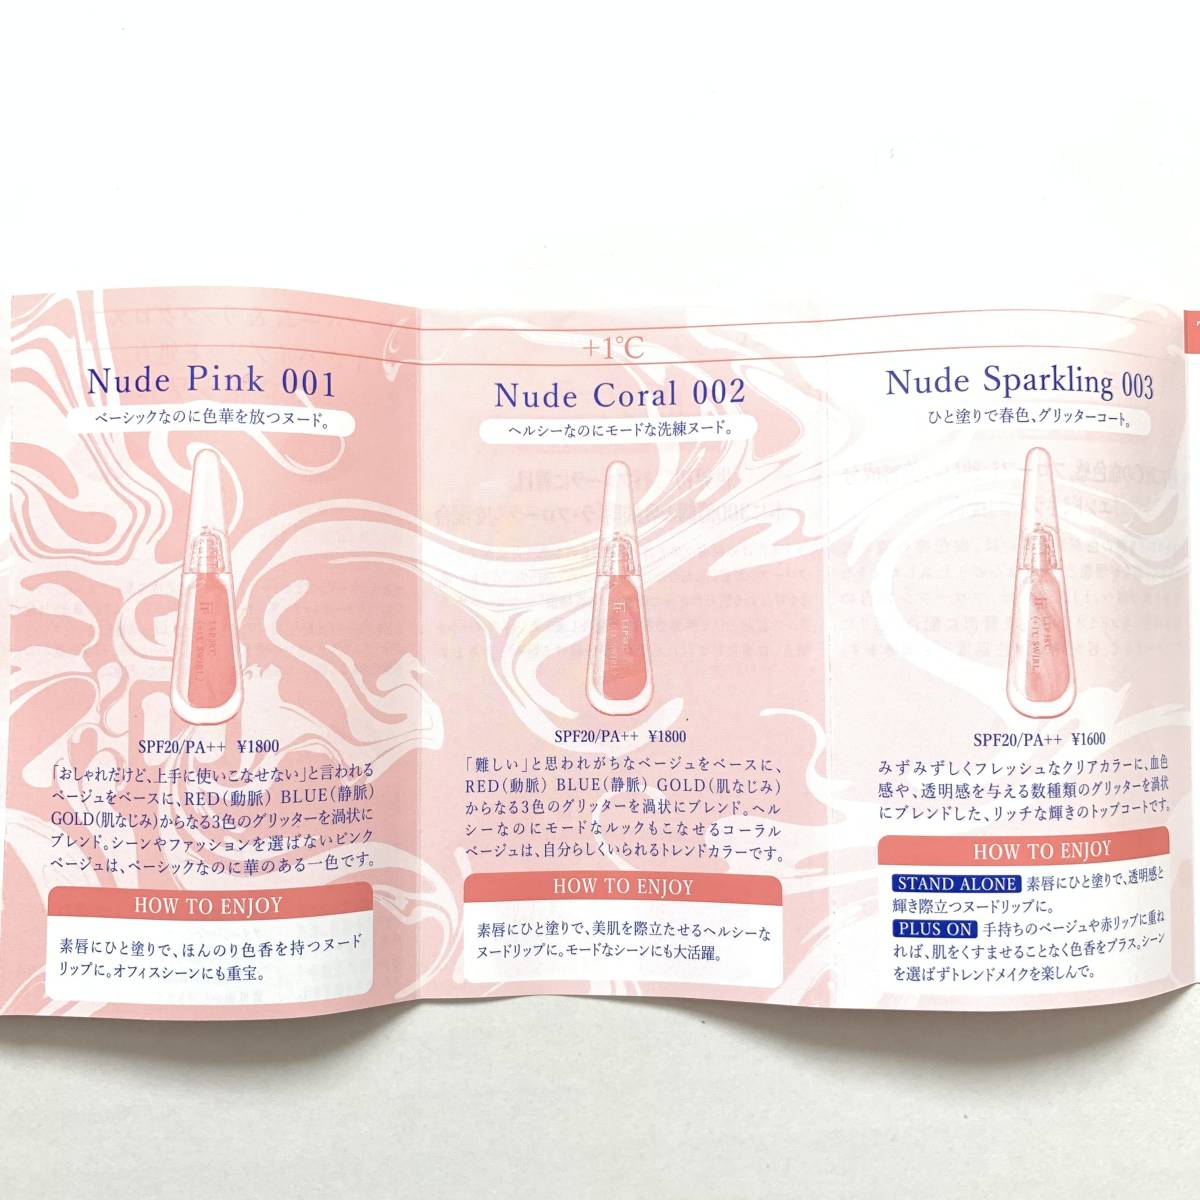 +1℃
Nude Pink 001
ベーシックなのに色華を放つヌード。
SPF20/PA++ ¥1800
「おしゃれだけど、上手に使いこなせない」と言われる
ベージュをベースに、RED(動脈) BLUE(静脈)
GOLD(肌なじみ)からなる3色のグリッターを渦状に
ブレンド。シーンやファッションを選ばないピンク
ベージュは、ベーシックなのに華のある一色です。
HOW TO ENJOY
素唇にひと塗りで、ほんのり色香を持つヌード
リップに。オフィスシーンにも重宝。
Nude Coral 002
ヘルシーなのにモードな洗練ヌード。
SPF20/PA++ ¥1800
「難しい」と思われがちなベージュをベースに、
RED(動脈) BLUE(静脈) GOLD(肌なじみ)
からなる3色のグリッターを渦状にブレンド。ヘル
シーなのにモードなルックもこなせるコーラル
ベージュは、自分らしくいられるトレンドカラーです。
HOW TO ENJOY
素唇にひと塗りで、美肌を際立たせるヘルシーな
ヌードリップに。モードなシーンにも大活躍。
Nude Sparkling 003
ひと塗りで春色、グリッターコート。
SPF20/PA++ ¥1600
みずみずしくフレッシュなクリアカラーに、血色
感や、透明感を与える数種類のグリッターを渦状
にブレンドした、リッチな輝きのトップコートです。
HOW TO ENJOY
STAND ALONE 素唇にひと塗りで、透明感と
輝き際立つヌードリップに。
PLUS ON 手持ちのベージュや赤リップに重ね
れば、肌をくすませることなく色香をプラス。シーン
を選ばずトレンドメイクを楽しんで。